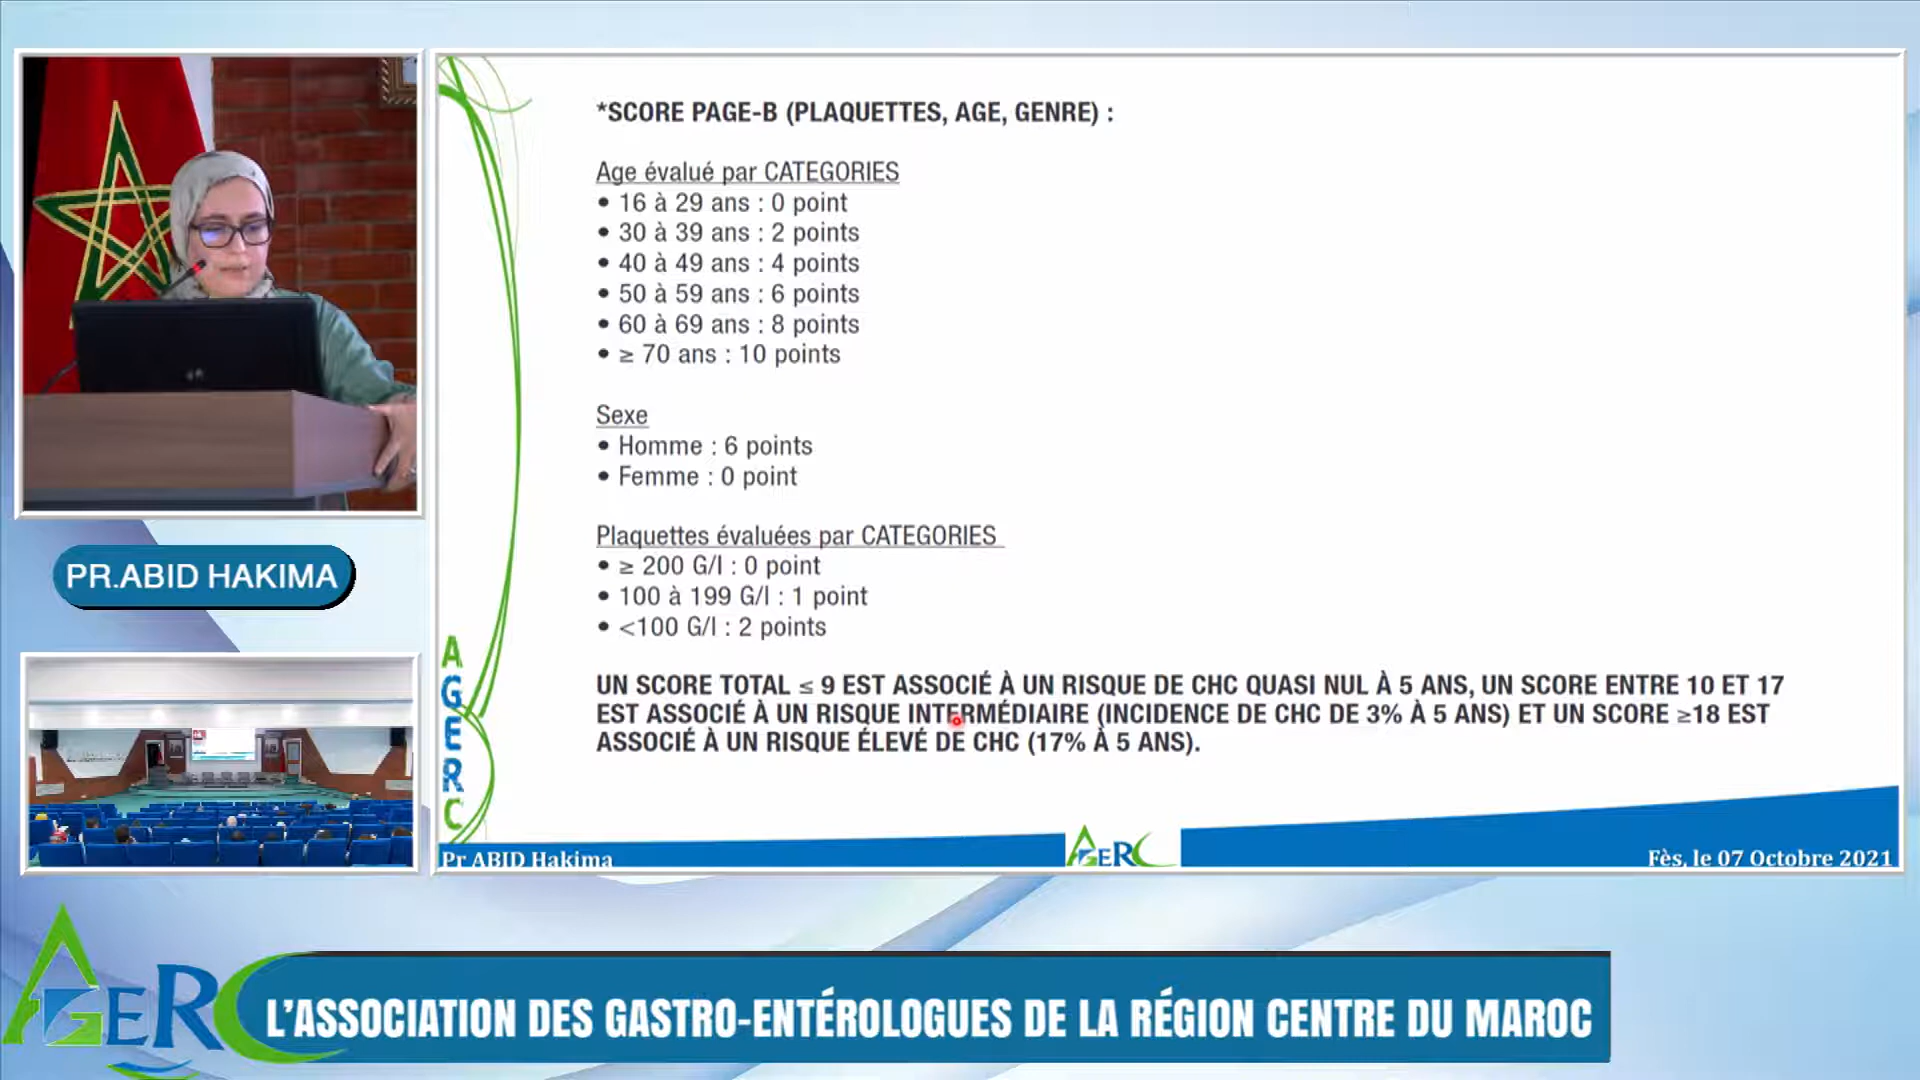 *SCORE PAGE-B (PLAQUETTES, AGE, GENRE) :
Age évalué par CATEGORIES
• 16 à 29 ans : 0 point
• 30 à 39 ans : 2 points
• 40 à 49 ans : 4 points
• 50 à 59 ans : 6 points
• 60 à 69 ans : 8 points
• ≥ 70 ans : 10 points
Sexe
• Homme : 6 points
• Femme : 0 point
Plaquettes évaluées par CATEGORIES
• ≥ 200 G/l : 0 point
• 100 à 199 G/l : 1 point
• <100 G/l : 2 points
UN SCORE TOTAL ≤ 9 EST ASSOCIÉ À UN RISQUE DE CHC QUASI NUL À 5 ANS, UN SCORE ENTRE 10 ET 17
EST ASSOCIÉ À UN RISQUE INTERMÉDIAIRE (INCIDENCE DE CHC DE 3% À 5 ANS) ET UN SCORE ≥18 EST
ASSOCIÉ À UN RISQUE ÉLEVÉ DE CHC (17% À 5 ANS).
AGERC
Pr ABID Hakima
AGERC
Fès, le 07 Octobre 2021
PR.ABID HAKIMA
AGERC
L'ASSOCIATION DES GASTRO-ENTÉROLOGUES DE LA RÉGION CENTRE DU MAROC